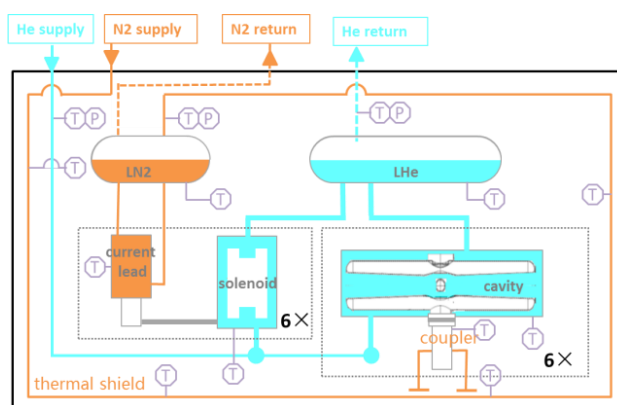 He supply
N2 supply
N2 return
He return
T P
T P
T P
T
LN2
LHe
T
T
T
current
lead
T
solenoid
cavity
6×
T
coupler
T
T
6×
thermal shield
T
T